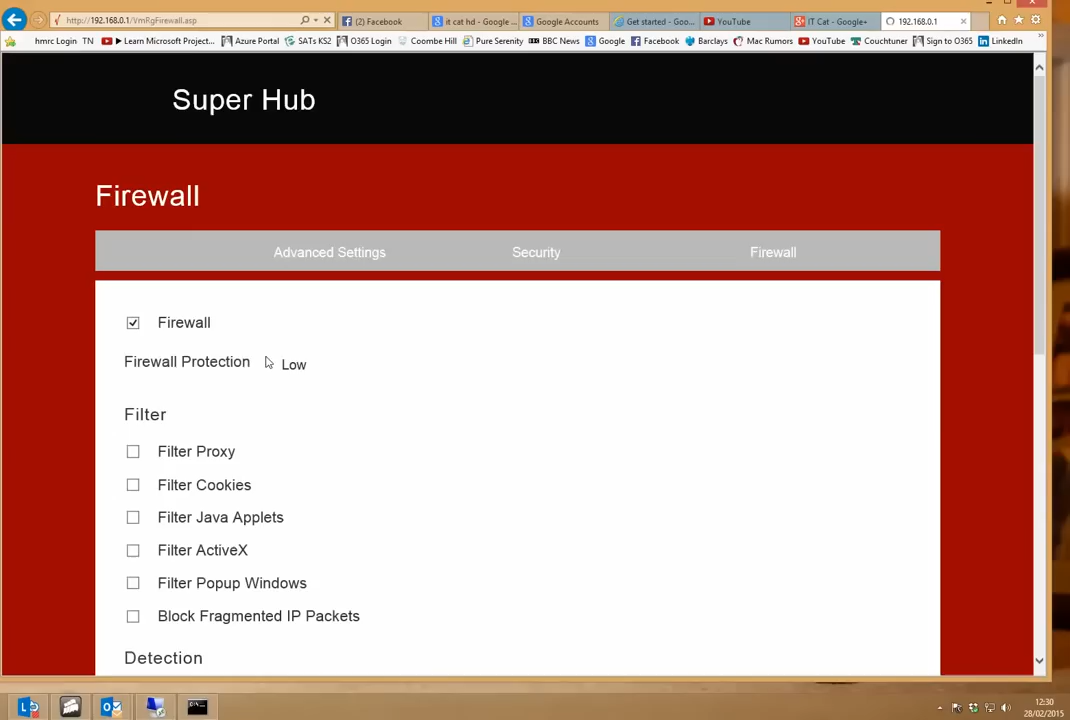 http://192.168.0.1/VmRgFirewall.asp
(2) Facebook
it cat hd - Google ...
Google Accounts
Get started - Goo...
YouTube
IT Cat - Google+
192.168.0.1
hmrc Login TN
Learn Microsoft Project...
Azure Portal
SATs KS2
O365 Login
Coombe Hill
Pure Serenity
BBC News
Google
Facebook
Barclays
Mac Rumors
YouTube
Couchtuner
Sign to O365
LinkedIn
Super Hub
Firewall
Advanced Settings
Security
Firewall
Firewall
Firewall Protection
Low
Filter
Filter Proxy
Filter Cookies
Filter Java Applets
Filter ActiveX
Filter Popup Windows
Block Fragmented IP Packets
Detection
12:30
28/02/2015